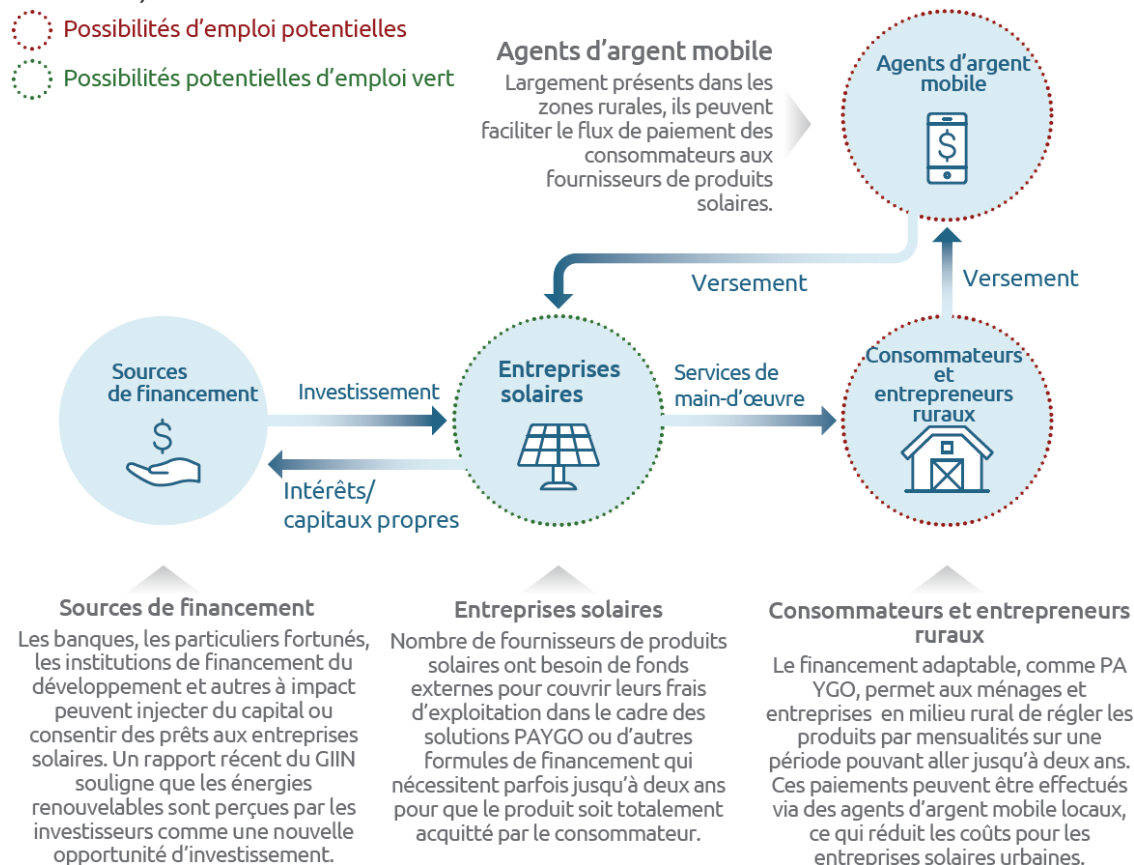 Possibilités d'emploi potentielles
Possibilités potentielles d'emploi vert
Agents d'argent mobile
Largement présents dans les
zones rurales, ils peuvent
faciliter le flux de paiement des
consommateurs aux
fournisseurs de produits
solaires.
Agents d'argent
mobile
Versement
Versement
Sources
de financement
Investissement
Intérêts/
capitaux propres
Entreprises
solaires
Services de
main-d'œuvre
Consommateurs
et
entrepreneurs
ruraux
Sources de financement
Les banques, les particuliers fortunés,
les institutions de financement du
développement et autres à impact
peuvent injecter du capital ou
consentir des prêts aux entreprises
solaires. Un rapport récent du GIIN
souligne que les énergies
renouvelables sont perçues par les
investisseurs comme une nouvelle
opportunité d'investissement.
Entreprises solaires
Nombre de fournisseurs de produits
solaires ont besoin de fonds
externes pour couvrir leurs frais
d'exploitation dans le cadre des
solutions PAYGO ou d'autres
formules de financement qui
nécessitent parfois jusqu'à deux ans
pour que le produit soit totalement
acquitté par le consommateur.
Consommateurs et entrepreneurs
ruraux
Le financement adaptable, comme PA
YGO, permet aux ménages et
entreprises en milieu rural de régler les
produits par mensualités sur une
période pouvant aller jusqu'à deux ans.
Ces paiements peuvent être effectués
via des agents d'argent mobile locaux,
ce qui réduit les coûts pour les
entreprises solaires urbaines.